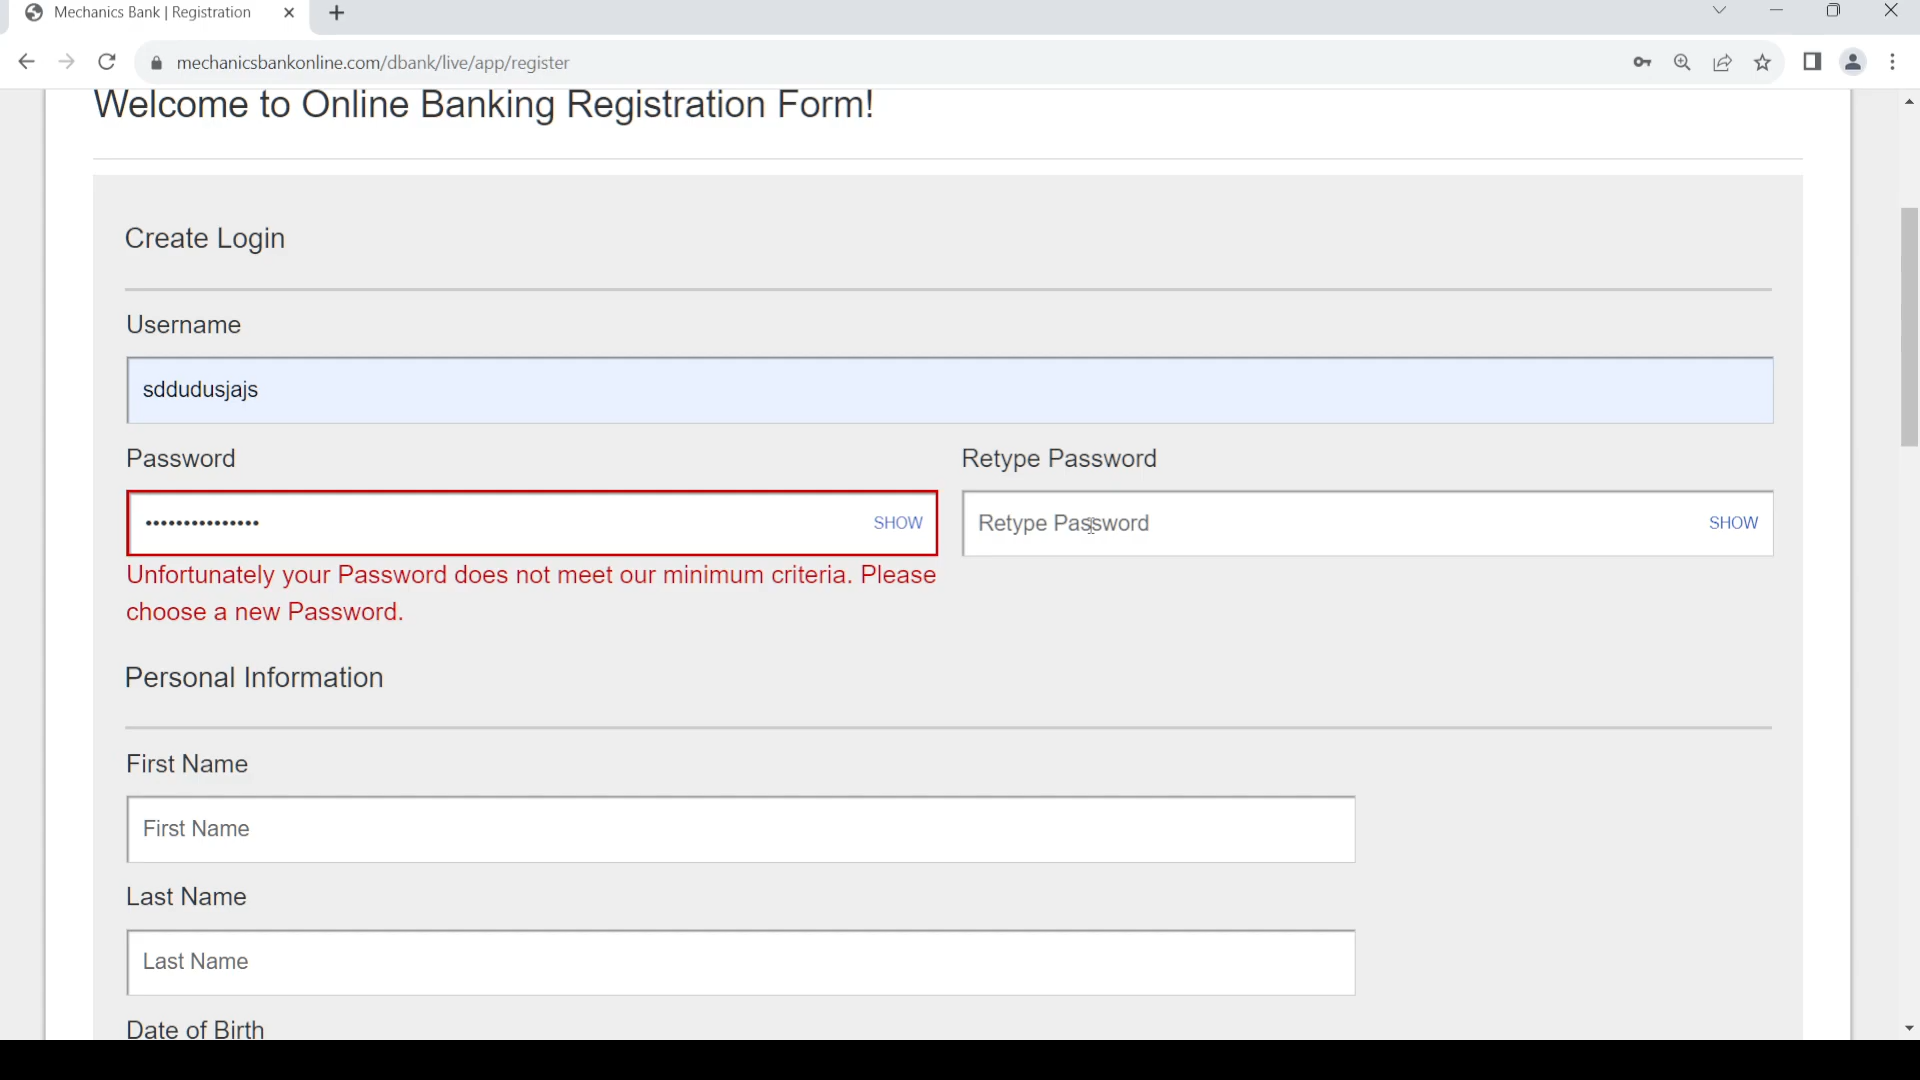 Mechanics Bank | Registration
mechanicsbankonline.com/dbank/live/app/register
Welcome to Online Banking Registration Form!
Create Login
Username
sddudusjajs
Password
Retype Password
•••••••••••••••
SHOW
Retype Password
SHOW
Unfortunately your Password does not meet our minimum criteria. Please
choose a new Password.
Personal Information
First Name
First Name
Last Name
Last Name
Date of Birth